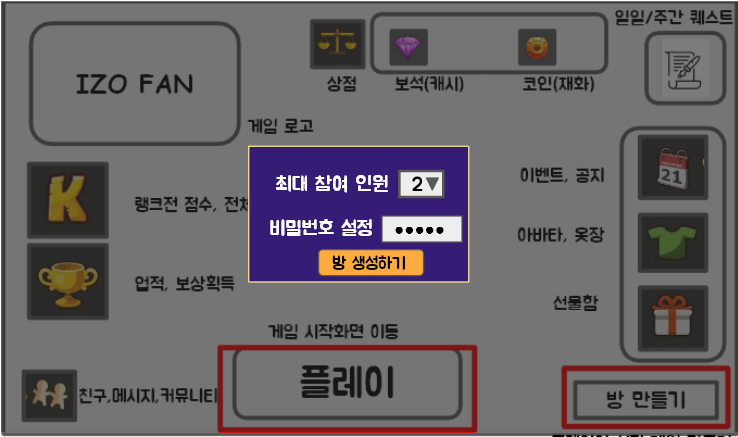 일일/주간 퀘스트
IZO FAN
상점
보석(캐시)
코인(재화)
게임 로고
21
최대 참여 인원 2▼
이벤트, 공지
K
랭크전 점수, 전체
비밀번호 설정 ●●●●●
아바타, 옷장
방 생성하기
업적, 보상획득
선물함
게임 시작화면 이동
플레이
친구,메시지,커뮤니티
방 만들기